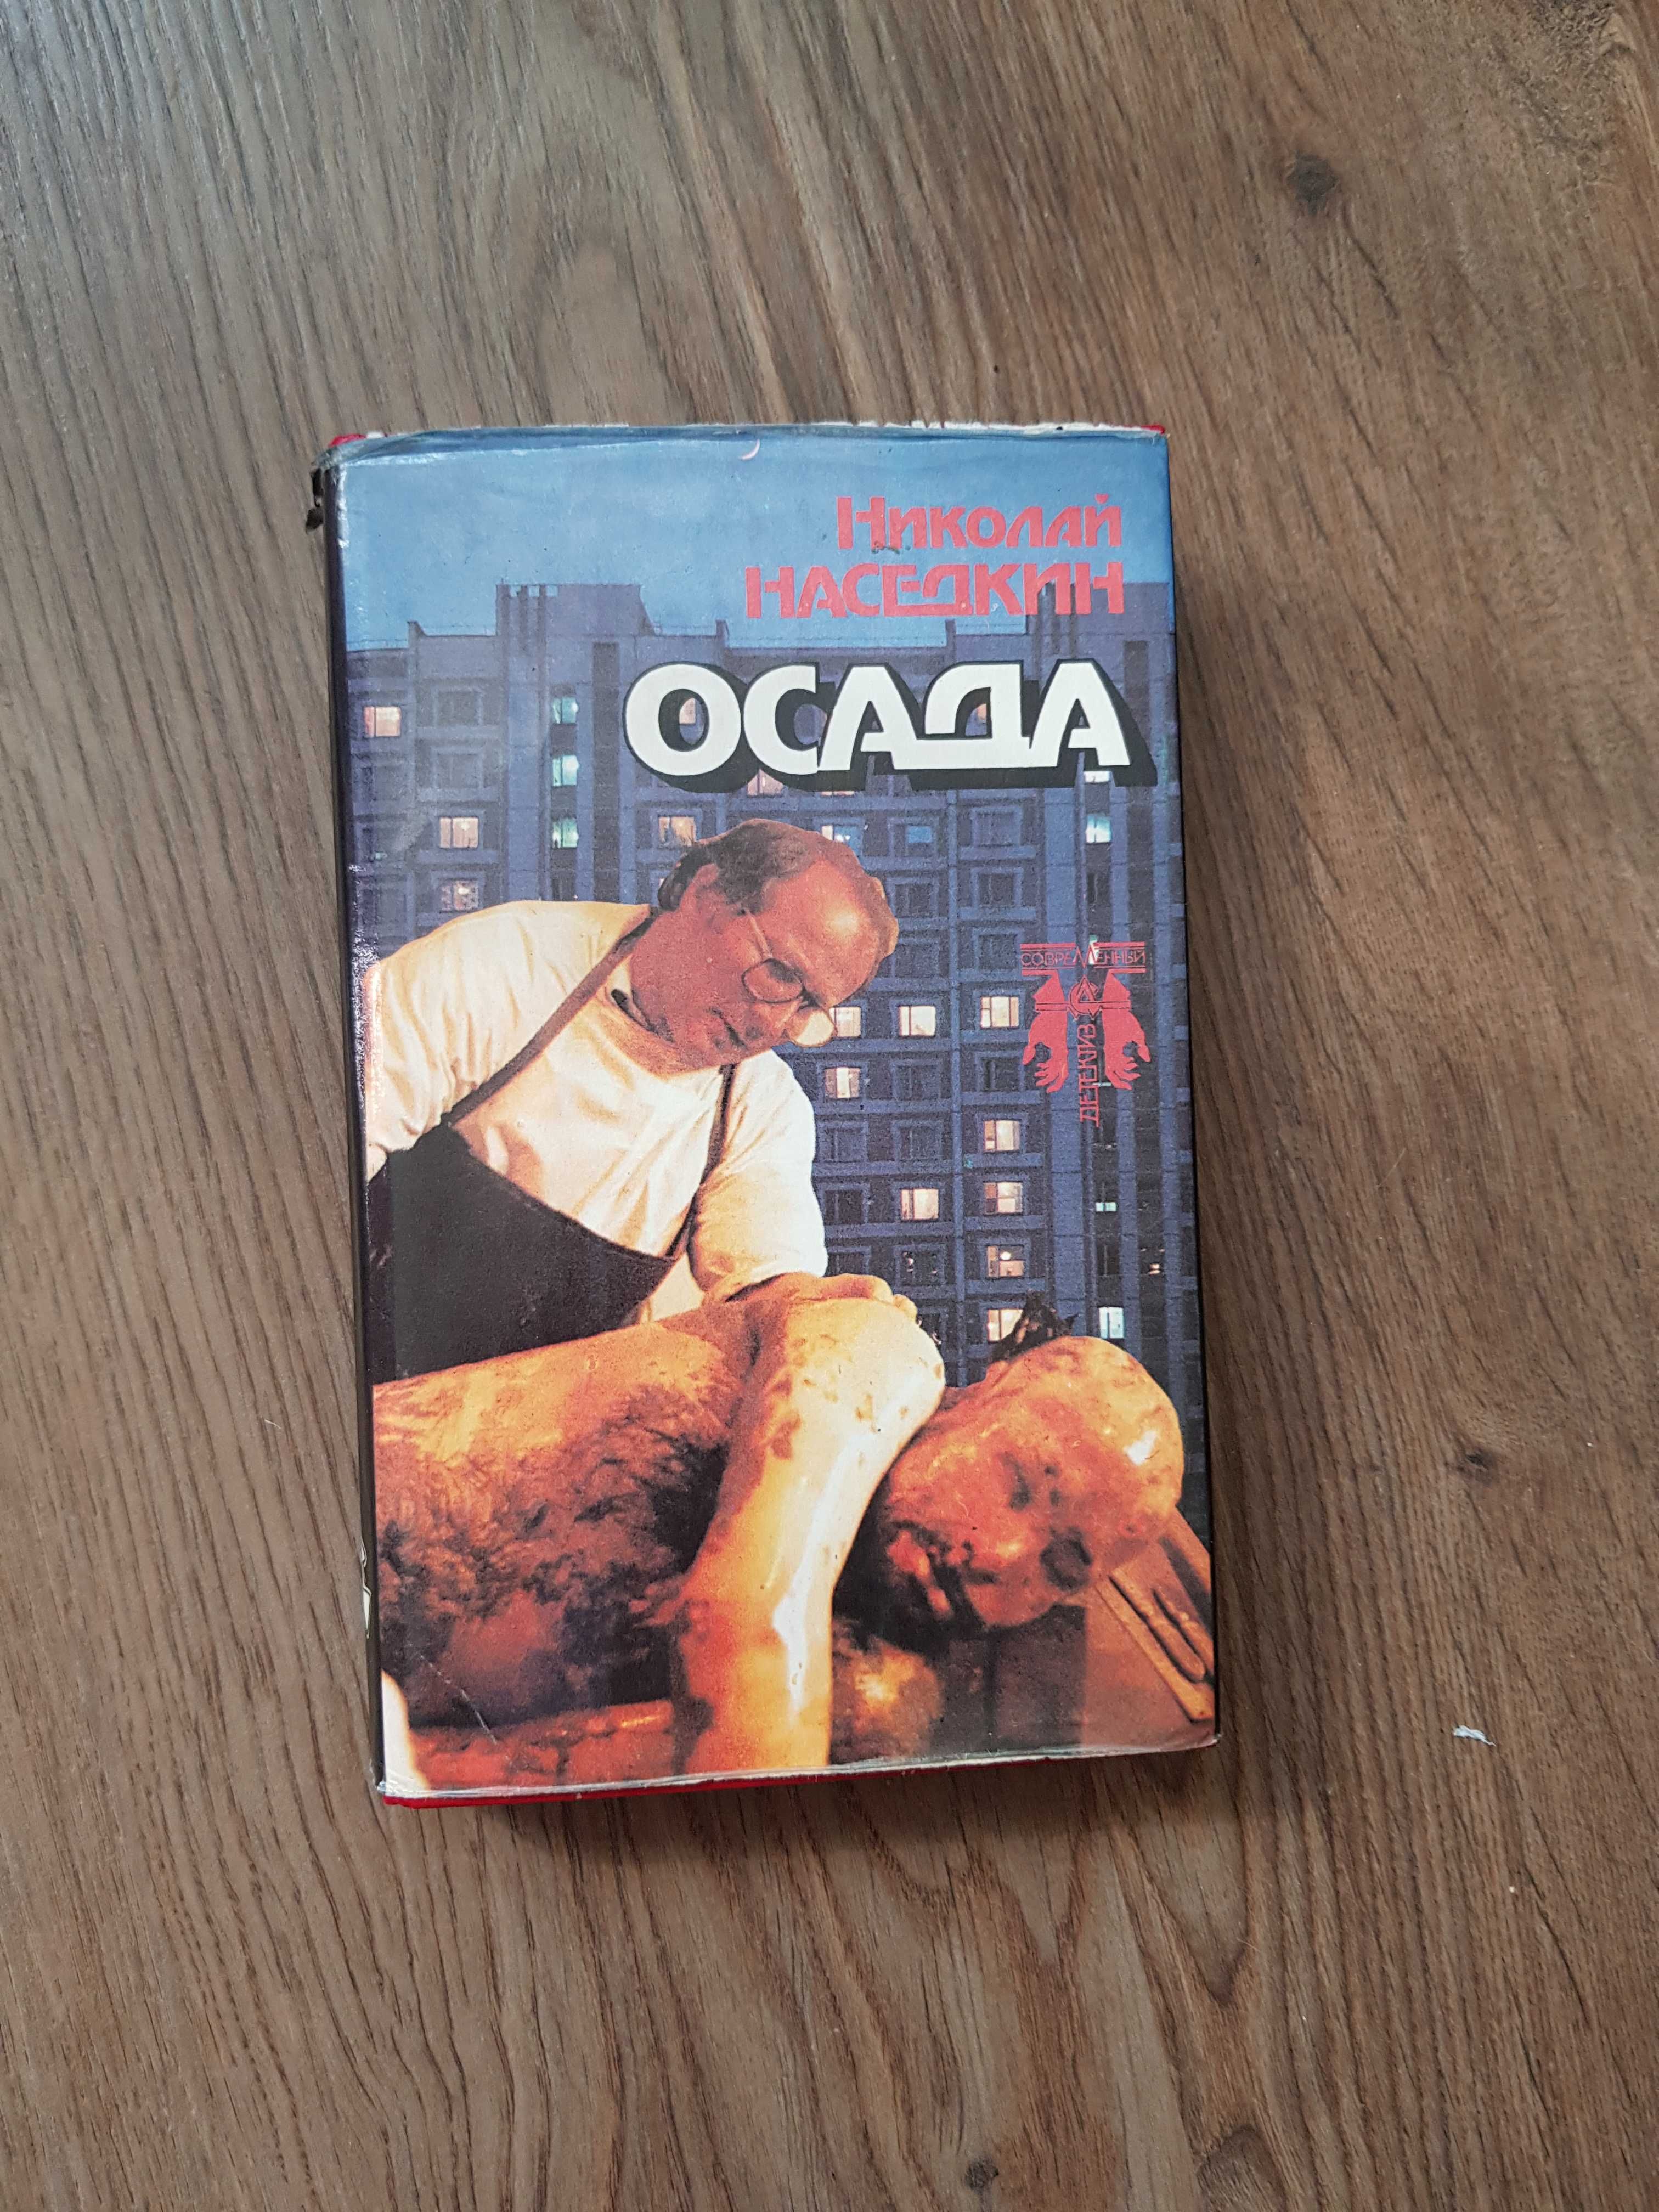 Николай
НАСЕДКИН
ОСАДА
СОВРЕМЕННЫЙ
ДЕТЕКТИВ